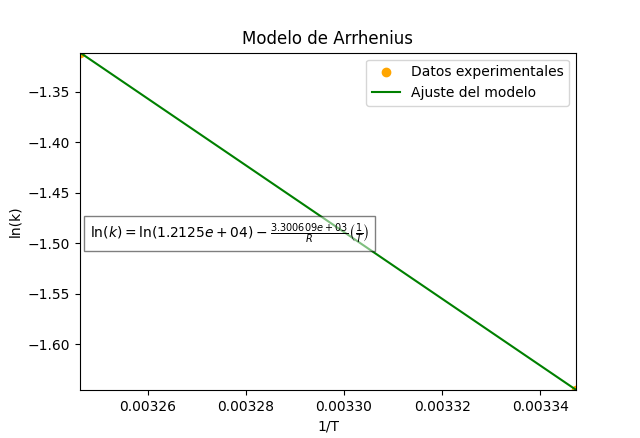 Modelo de Arrhenius
Datos experimentales
Ajuste del modelo
ln(k)
−1.35
−1.40
−1.45
−1.50
−1.55
−1.60
ln(k) = ln(1.2125e + 04) − 3.300609e+03/R (1/T)
0.00326 0.00328 0.00330 0.00332 0.00334
1/T